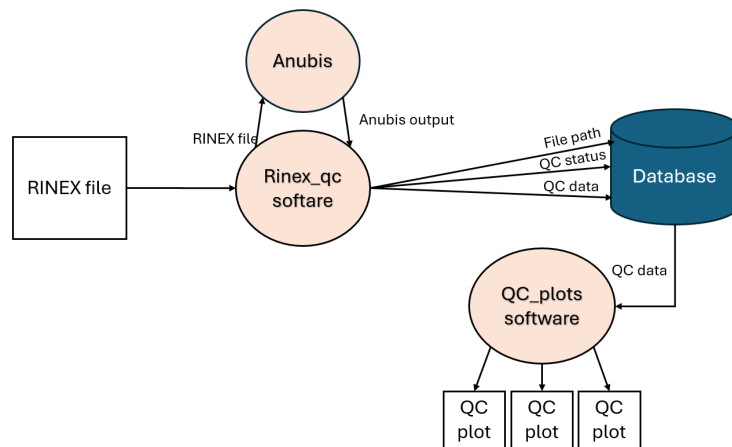 Anubis
RINEX file
Anubis output
RINEX file
Rinex_qc
softare
File path
QC status
QC data
Database
QC data
QC_plots
software
QC
plot
QC
plot
QC
plot